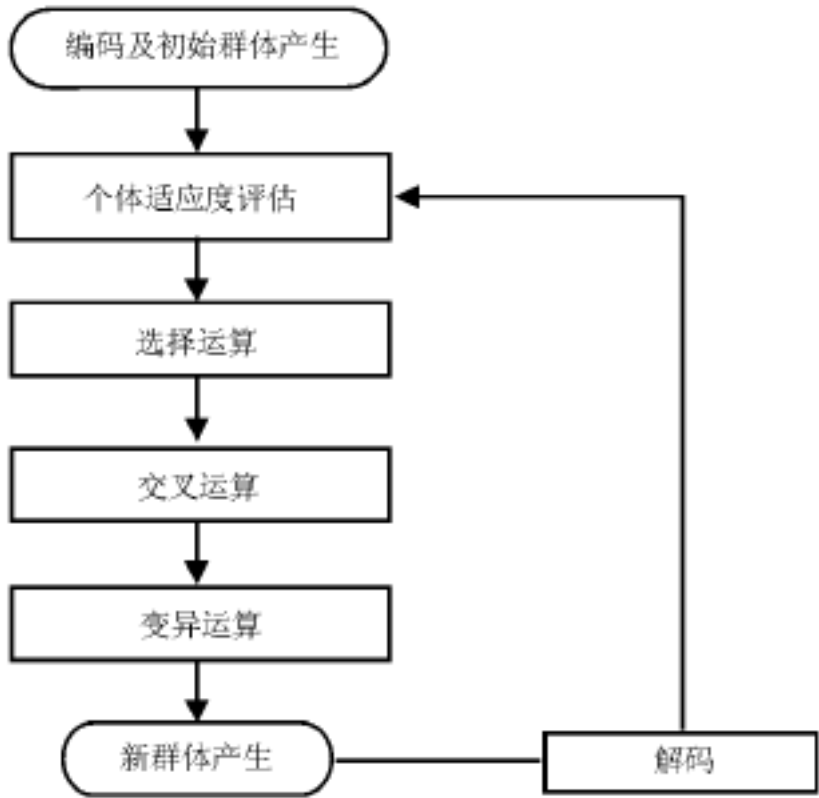 编码及初始群体产生
个体适应度评估
选择运算
交叉运算
变异运算
新群体产生
解码